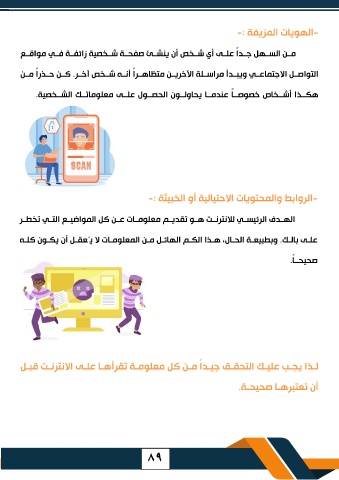 -الهويات المزيفة :-
من السهل جداً على أي شخص أن ينشئ صفحة شخصية زائفة في مواقع
التواصل الاجتماعي ويبدأ مراسلة الآخرين متظاهراً أنه شخص آخر. كن حذراً من
هكذا أشخاص خصوصاً عندما يحاولون الحصول على معلوماتك الشخصية.
SCAN
-الروابط والمحتويات الاحتيالية أو الخبيثة :-
الهدف الرئيسي للانترنت هو تقديم معلومات عن كل المواضيع التي تخطر
على بالك. وبطبيعة الحال، هذا الكم الهائل من المعلومات لا يُعقل أن يكون كله
صحيحاً.
لذا يجب عليك التحقق جيداً من كل معلومة تقرأها على الانترنت قبل
أن تعتبرها صحيحة.
٨٩